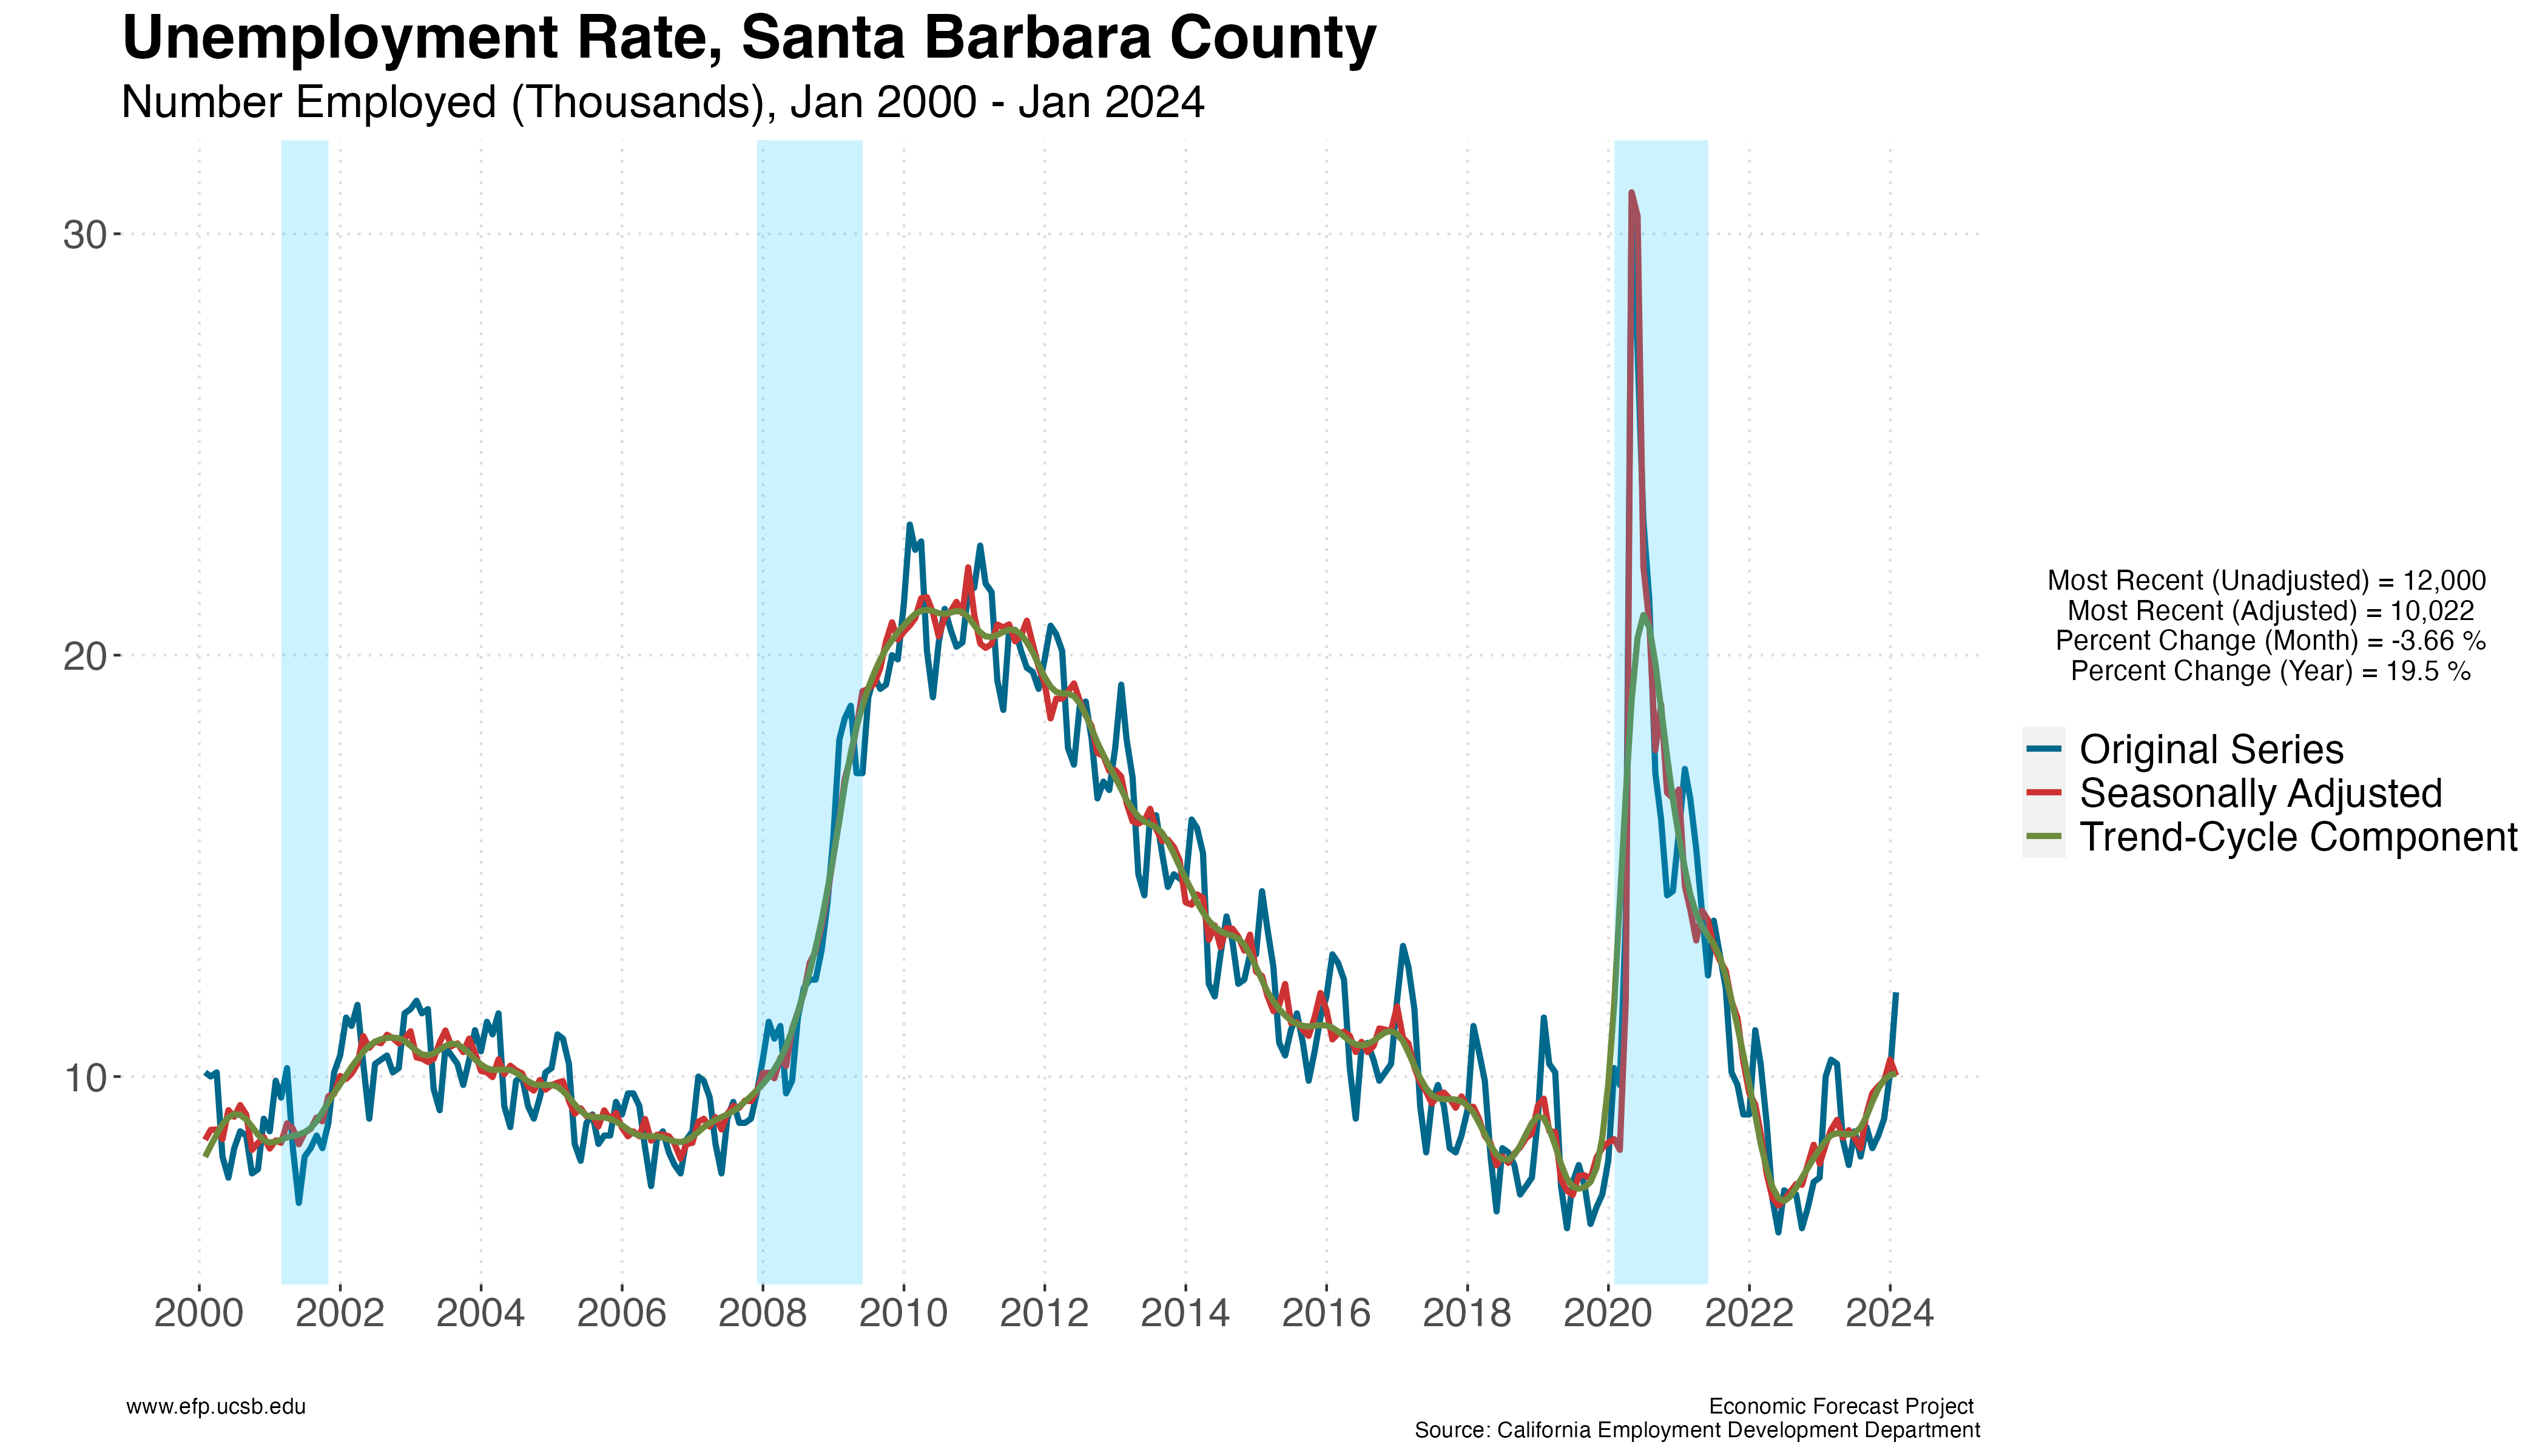 Unemployment Rate, Santa Barbara County
Number Employed (Thousands), Jan 2000 - Jan 2024
30
20
10
2000 2002 2004 2006 2008 2010 2012 2014 2016 2018 2020 2022 2024
Most Recent (Unadjusted) = 12,000
Most Recent (Adjusted) = 10,022
Percent Change (Month) = -3.66 %
Percent Change (Year) = 19.5 %
Original Series
Seasonally Adjusted
Trend-Cycle Component
www.efp.ucsb.edu
Economic Forecast Project
Source: California Employment Development Department